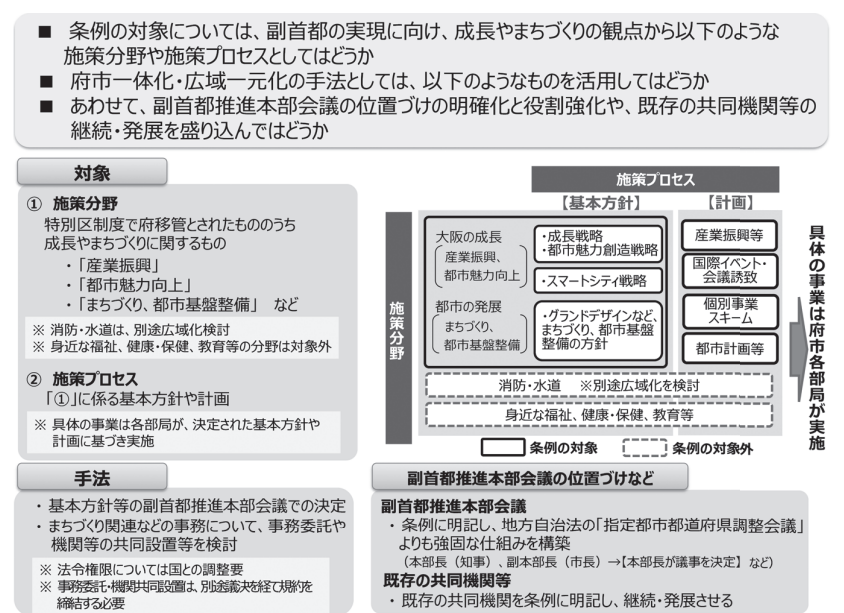 ■ 条例の対象については、副首都の実現に向け、成長やまちづくりの観点から以下のような
施策分野や施策プロセスとしてはどうか
■ 府市一体化・広域一元化の手法としては、以下のようなものを活用してはどうか
■ あわせて、副首都推進本部会議の位置づけの明確化と役割強化や、既存の共同機関等の
継続・発展を盛り込んではどうか
対象
① 施策分野
特別区制度で府移管とされたもののうち
成長やまちづくりに関するもの
・「産業振興」
・「都市魅力向上」
・「まちづくり、都市基盤整備」 など
※ 消防・水道は、別途広域化検討
※ 身近な福祉、健康・保健、教育等の分野は対象外
② 施策プロセス
「①」に係る基本方針や計画
※ 具体の事業は各部局が、決定された基本方針や
計画に基づき実施
施策プロセス
【基本方針】 【計画】
施策分野
大阪の成長
産業振興、
都市魅力向上
・成長戦略
・都市魅力創造戦略
・スマートシティ戦略
都市の発展
まちづくり、
都市基盤整備
・グランドデザインなど、
まちづくり、都市基盤
整備の方針
産業振興等
国際イベント・
会議誘致
個別事業
スキーム
都市計画等
消防・水道 ※別途広域化を検討
身近な福祉、健康・保健、教育等
条例の対象 条例の対象外
具体の事業は府市各部局が実施
手法
・基本方針等の副首都推進本部会議での決定
・まちづくり関連などの事務について、事務委託や
機関等の共同設置等を検討
※ 法令権限については国との調整要
※ 事務委託・機関共同設置は、別途議決を経て規約を
締結する必要
副首都推進本部会議の位置づけなど
副首都推進本部会議
・条例に明記し、地方自治法の「指定都市都道府県調整会議」
よりも強固な仕組みを構築
（本部長（知事）、副本部長（市長）→【本部長が議事を決定】 など）
既存の共同機関等
・既存の共同機関を条例に明記し、継続・発展させる